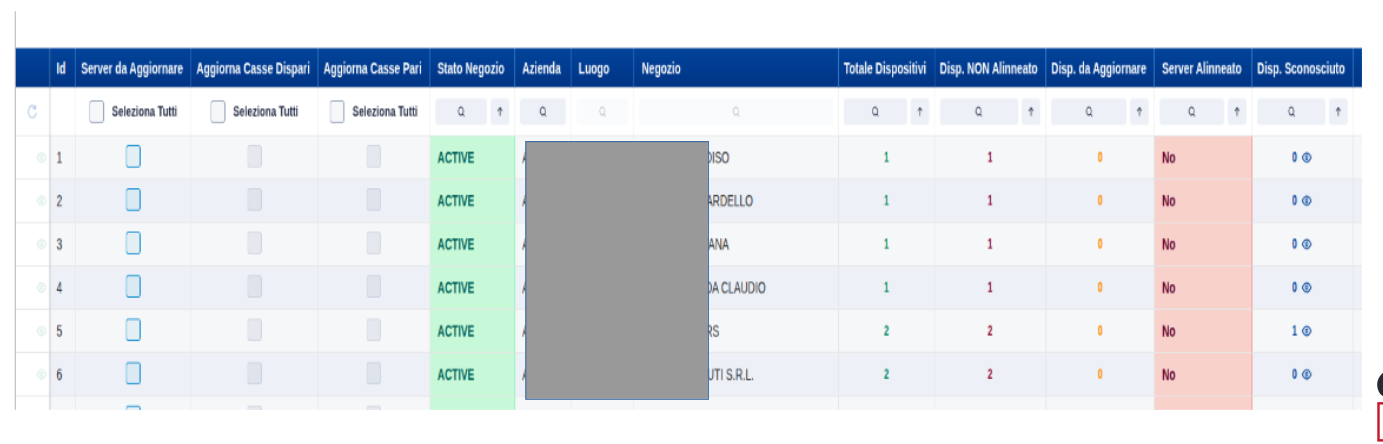 Id Server da Aggiornare Aggiorna Casse Dispari Aggiorna Casse Pari Stato Negozio Azienda Luogo Negozio Totale Dispositivi Disp. NON Alinneato Disp. da Aggiornare Server Alinneato Disp. Sconosciuto
Seleziona Tutti Seleziona Tutti Seleziona Tutti
1 ACTIVE DISO 1 1 0 No 0
2 ACTIVE ARDELLO 1 1 0 No 0
3 ACTIVE ANA 1 1 0 No 0
4 ACTIVE DA CLAUDIO 1 1 0 No 0
5 ACTIVE RS 2 2 0 No 1
6 ACTIVE UTI S.R.L. 2 2 0 No 0